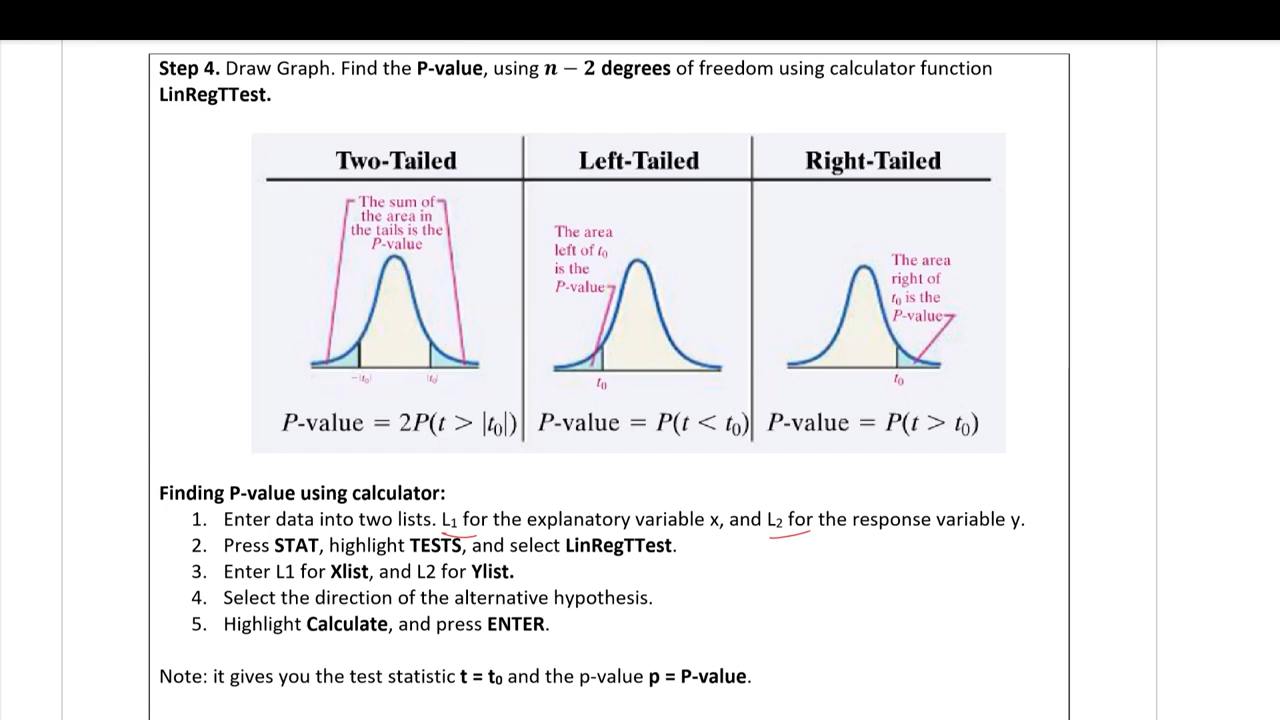 Step 4. Draw Graph. Find the P-value, using n − 2 degrees of freedom using calculator function
LinRegTTest.
Two-Tailed
Left-Tailed
Right-Tailed
The sum of
the area in
the tails is the
P-value
The area
left of t₀
is the
P-value
The area
right of
t₀ is the
P-value
−|t₀|
|t₀|
t₀
t₀
P-value = 2P(t > |t₀|)
P-value = P(t < t₀)
P-value = P(t > t₀)
Finding P-value using calculator:
1. Enter data into two lists. L₁ for the explanatory variable x, and L₂ for the response variable y.
2. Press STAT, highlight TESTS, and select LinRegTTest.
3. Enter L1 for Xlist, and L2 for Ylist.
4. Select the direction of the alternative hypothesis.
5. Highlight Calculate, and press ENTER.
Note: it gives you the test statistic t = t₀ and the p-value p = P-value.